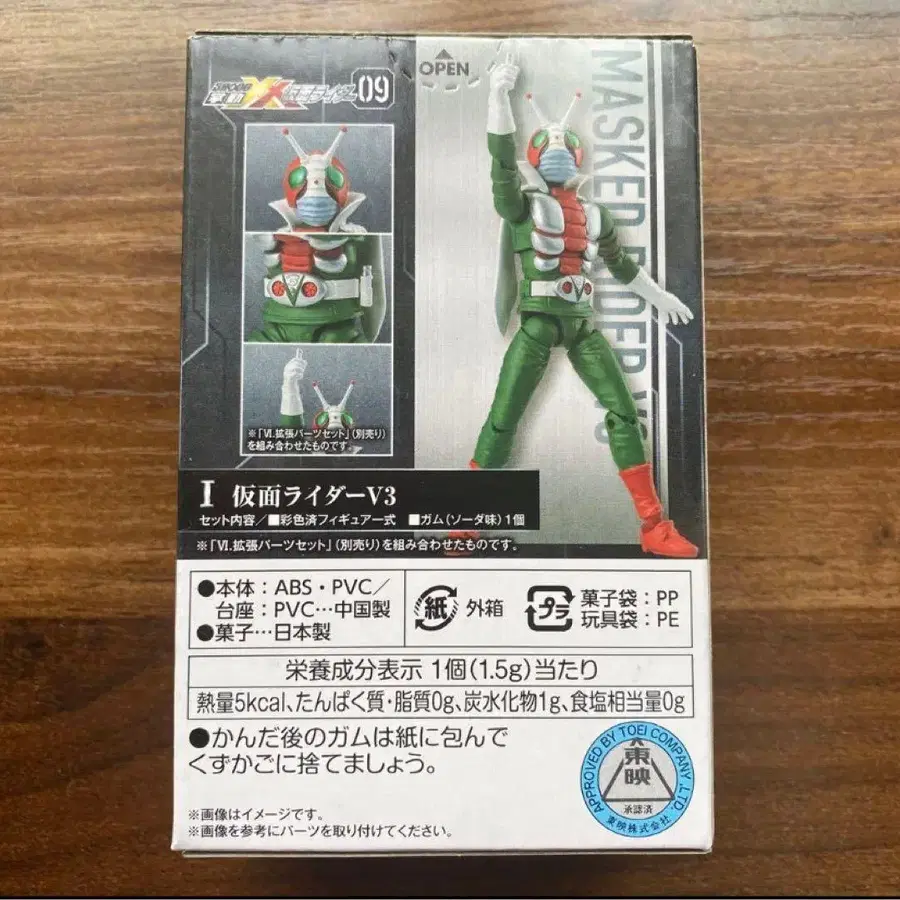 OPEN
SHODO
掌動
XX
仮面ライダー
09
MASKED RIDER V3
※「Ⅵ.拡張パーツセット」(別売り)
を組み合わせたものです。
I 仮面ライダーV3
セット内容/■彩色済フィギュア一式 ■ガム(ソーダ味)1個
※「Ⅵ.拡張パーツセット」(別売り)を組み合わせたものです。
●本体:ABS・PVC/
台座:PVC…中国製
●菓子…日本製
紙 外箱
プラ 菓子袋:PP
玩具袋:PE
栄養成分表示 1個(1.5g)当たり
熱量5kcal、たんぱく質・脂質0g、炭水化物1g、食塩相当量0g
●かんだ後のガムは紙に包んで
くずかごに捨てましょう。
※画像はイメージです。
※画像を参考にパーツを取り付けてください。
APPROVED BY TOEI COMPANY,LTD.
東映
承認済
東映株式会社